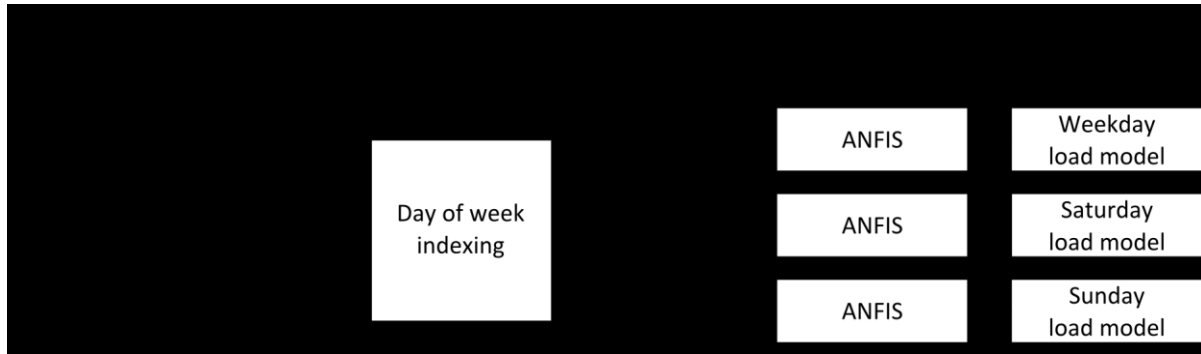 Day of week
indexing
ANFIS
Weekday
load model
ANFIS
Saturday
load model
ANFIS
Sunday
load model